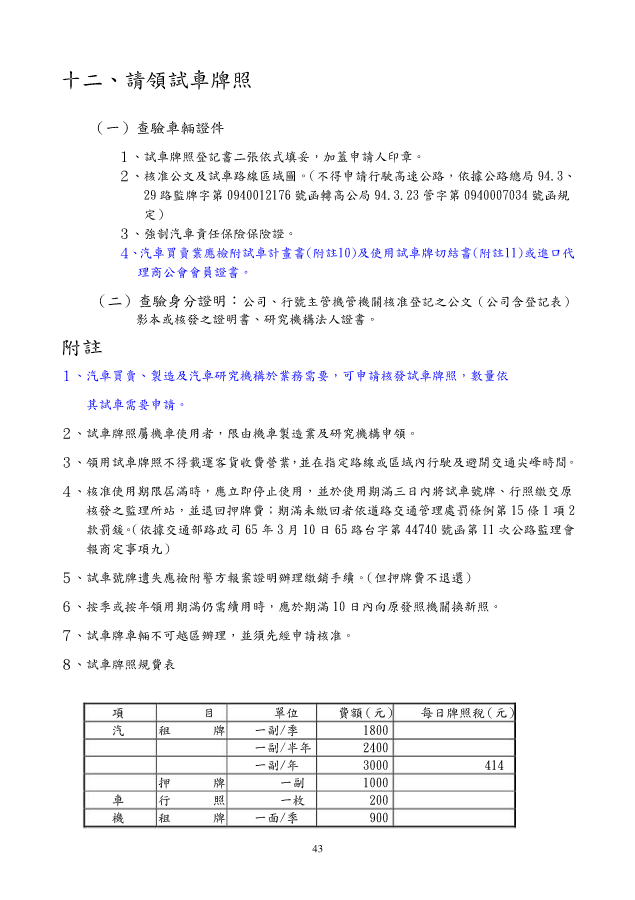 十二、請領試車牌照
（一）查驗車輛證件
１、試車牌照登記書二張依式填妥，加蓋申請人印章。
２、核准公文及試車路線區域圖。(不得申請行駛高速公路，依據公路總局 94.3、
29 路監牌字第 0940012176 號函轉高公局 94.3.23 管字第 0940007034 號函規
定）
３、強制汽車責任保險保險證。
４、汽車買賣業應檢附試車計畫書(附註10)及使用試車牌切結書(附註11)或進口代
理商公會會員證書。
（二）查驗身分證明：公司、行號主管機管機關核准登記之公文（公司含登記表）
影本或核發之證明書、研究機構法人證書。
附註
１、汽車買賣、製造及汽車研究機構於業務需要，可申請核發試車牌照，數量依
其試車需要申請。
２、試車牌照屬機車使用者，限由機車製造業及研究機構申領。
３、領用試車牌照不得載運客貨收費營業，並在指定路線或區域內行駛及避開交通尖峰時間。
４、核准使用期限屆滿時，應立即停止使用，並於使用期滿三日內將試車號牌、行照繳交原
核發之監理所站，並退回押牌費；期滿未繳回者依道路交通管理處罰條例第 15 條 1 項 2
款罰鍰。(依據交通部路政司 65 年 3 月 10 日 65 路台字第 44740 號函第 11 次公路監理會
報商定事項九）
５、試車號牌遺失應檢附警方報案證明辦理繳銷手續。（但押牌費不退還）
６、按季或按年領用期滿仍需續用時，應於期滿 10 日內向原發照機關換新照。
７、試車牌車輛不可越區辦理，並須先經申請核准。
８、試車牌照規費表
項 目 單位 費額（元） 每日牌照稅（元）
汽 租 牌 一副/季 1800
一副/半年 2400
一副/年 3000 414
押 牌 一副 1000
車 行 照 一枚 200
機 租 牌 一面/季 900
43